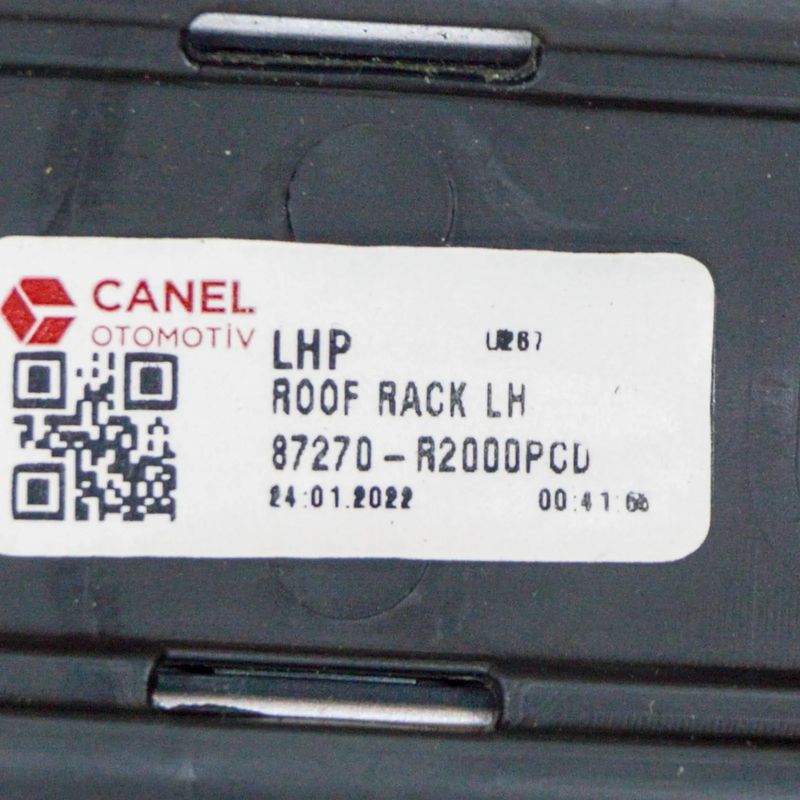 CANEL
OTOMOTİV
LHP
ROOF RACK LH
87270-R2000PCD
24.01.2022